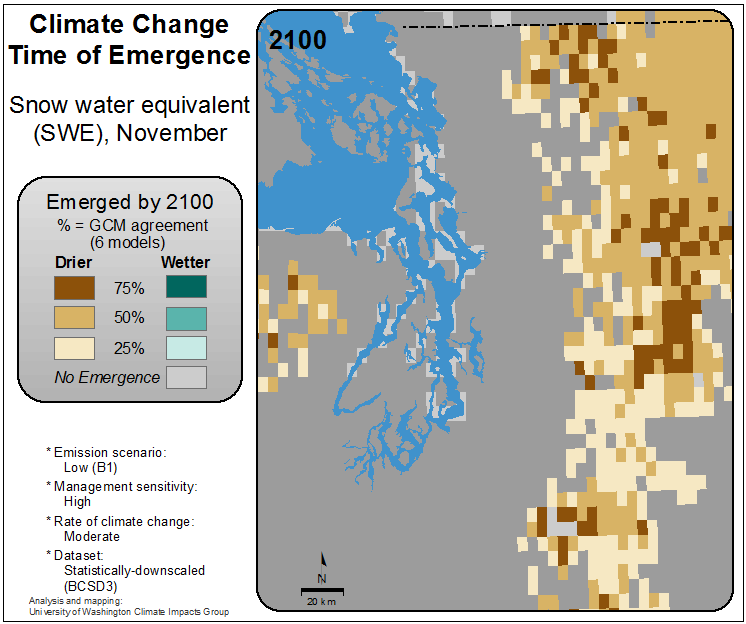 Climate Change
Time of Emergence
Snow water equivalent
(SWE), November
Emerged by 2100
% = GCM agreement
(6 models)
Drier Wetter
75%
50%
25%
No Emergence
* Emission scenario:
Low (B1)
* Management sensitivity:
High
* Rate of climate change:
Moderate
* Dataset:
Statistically-downscaled
(BCSD3)
Analysis and mapping:
University of Washington Climate Impacts Group
2100
N
20 km